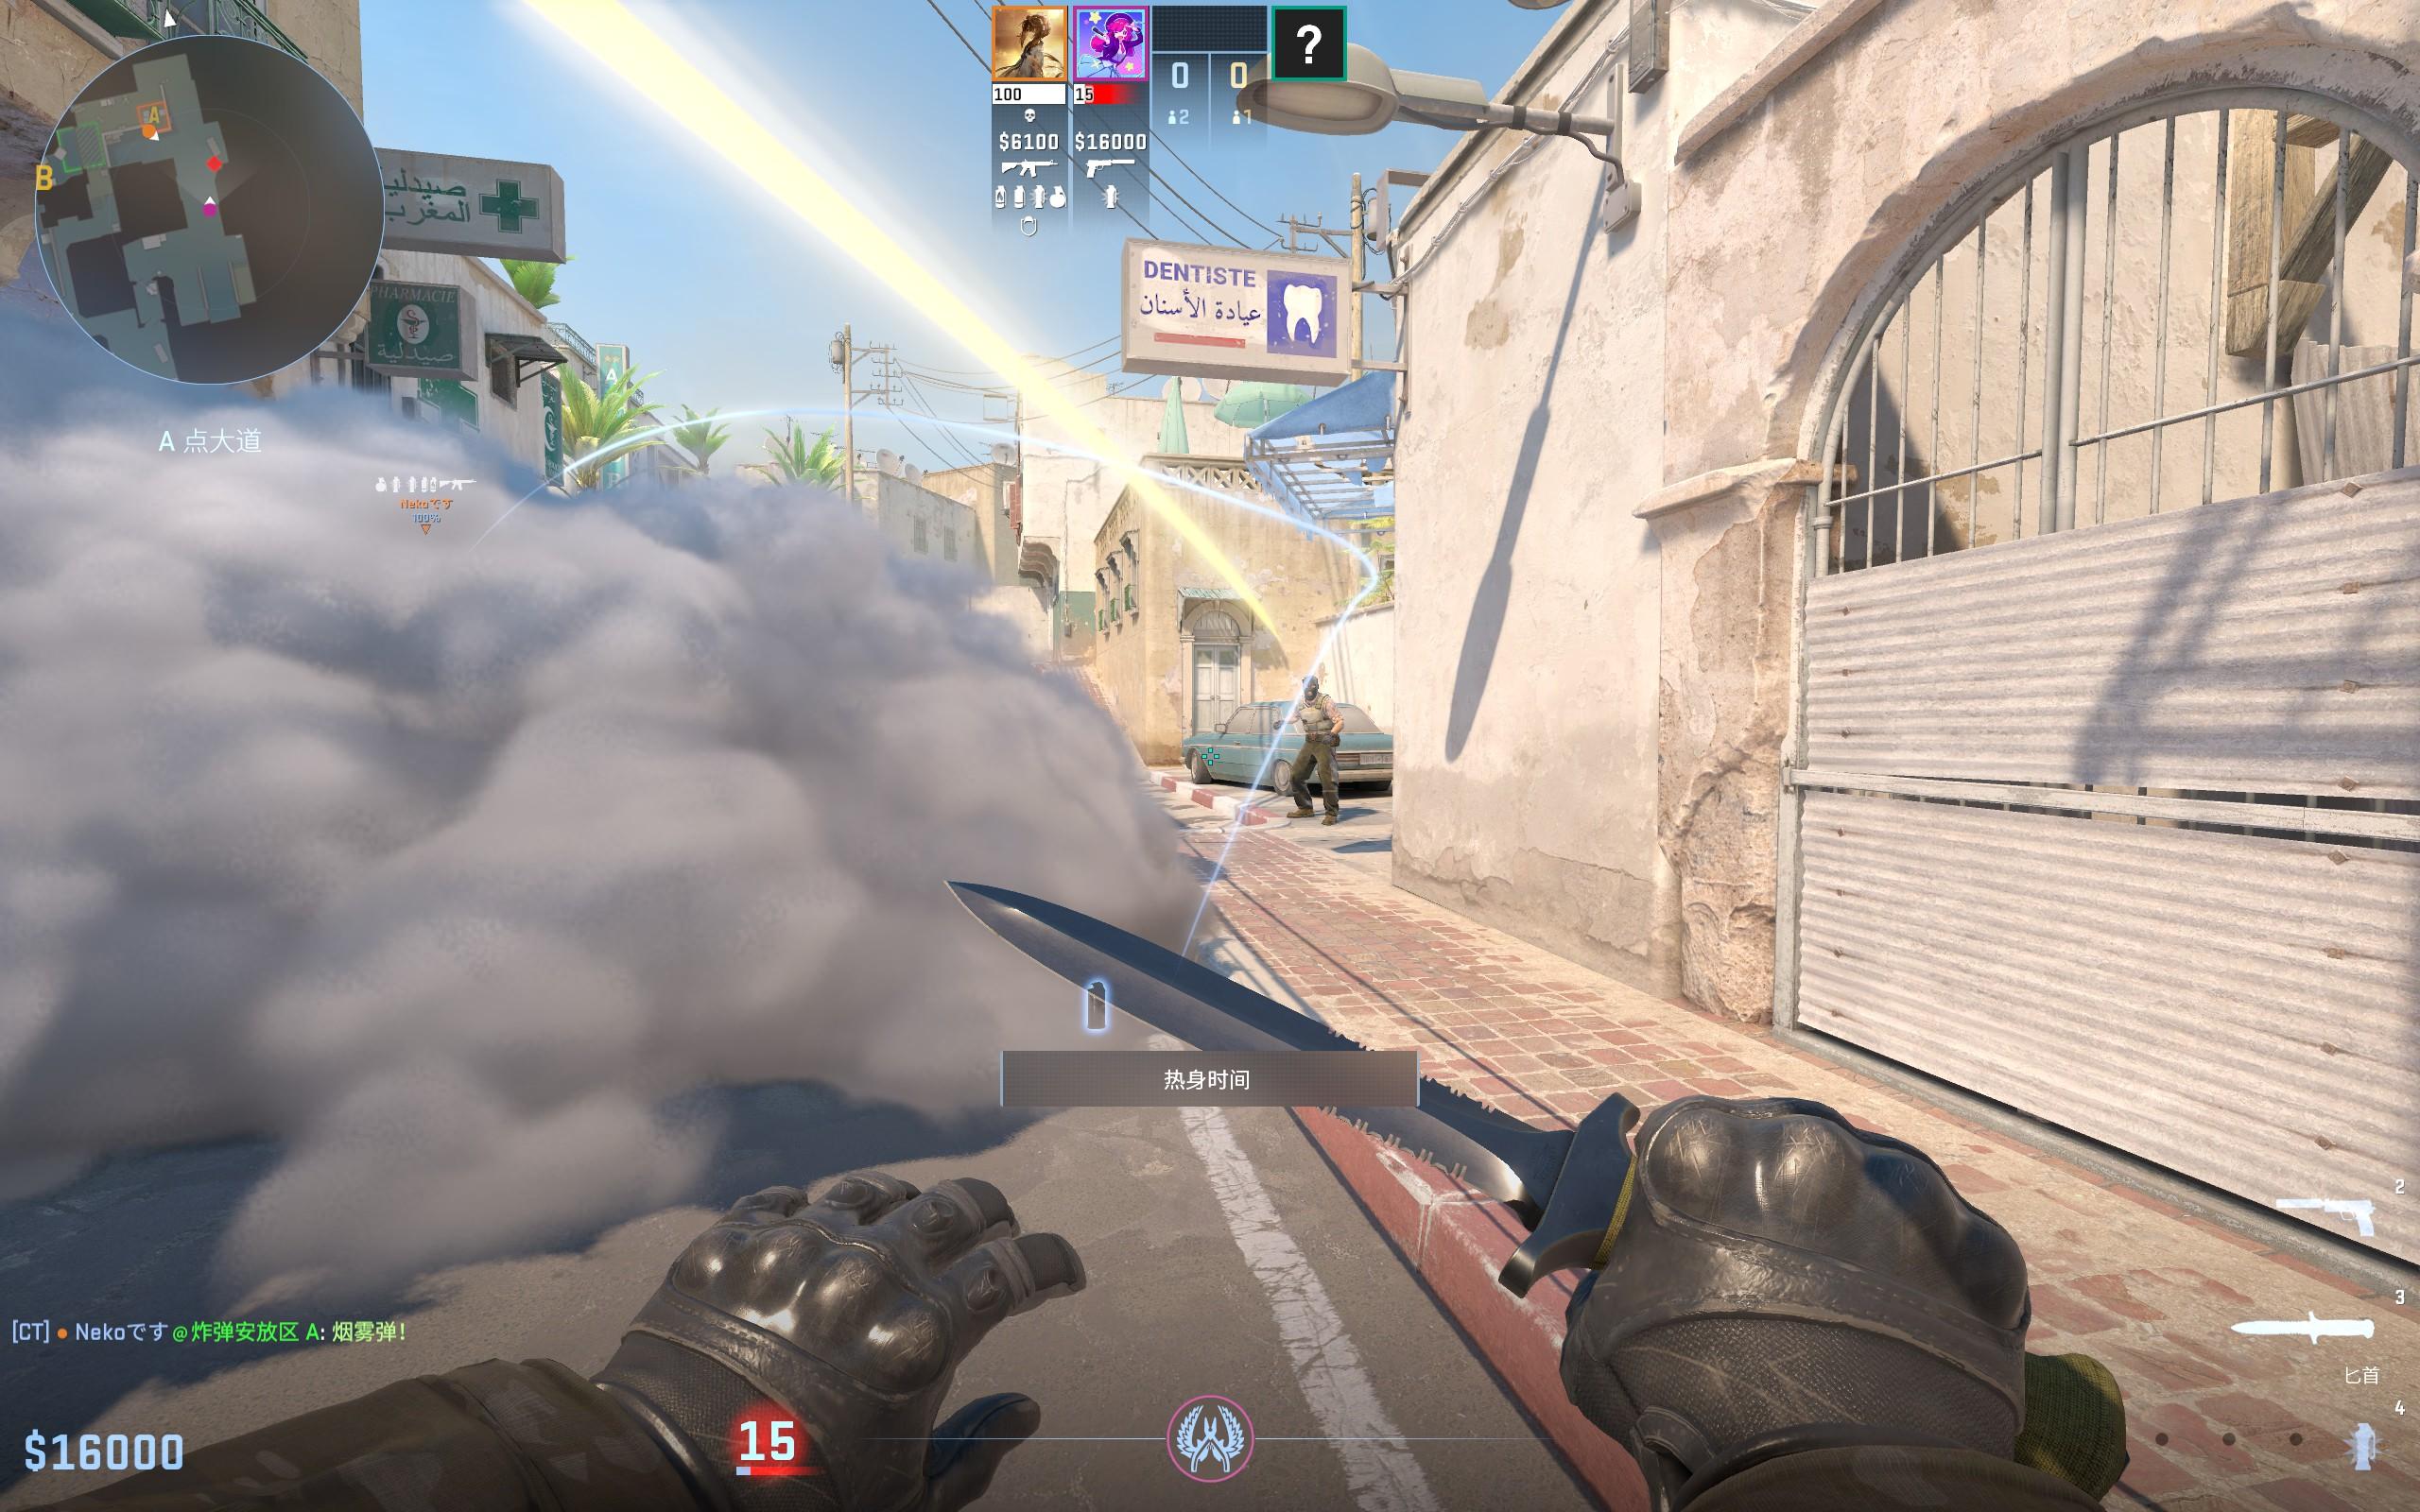 A
B
صيدلية
المغرب
PHARMACIE
صيدلية
A
100
15
$6100
$16000
0
0
2
1
?
DENTISTE
عيادة الأسنان
A 点大道
Nekoです
100%
热身时间
[CT] ● Nekoです@炸弹安放区 A: 烟雾弹!
$16000
15
2
3
匕首
4